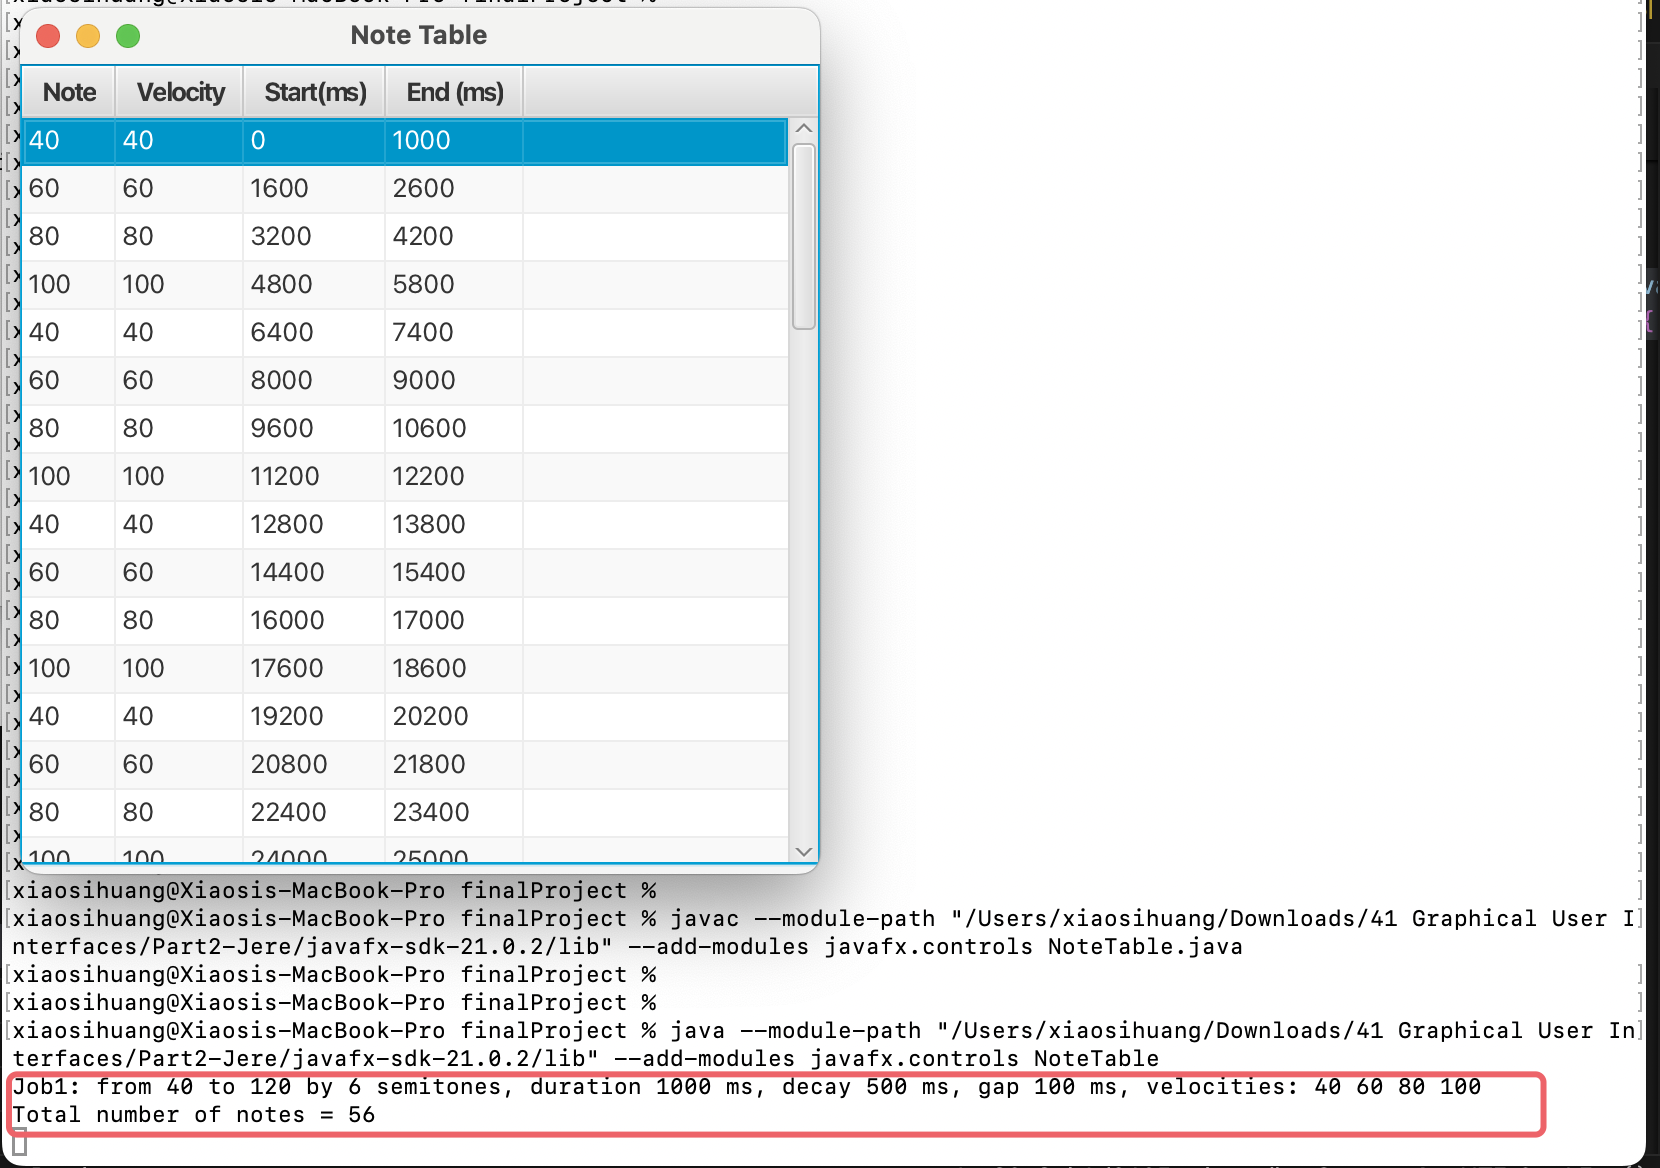 Note Table
Note Velocity Start(ms) End (ms)
40 40 0 1000
60 60 1600 2600
80 80 3200 4200
100 100 4800 5800
40 40 6400 7400
60 60 8000 9000
80 80 9600 10600
100 100 11200 12200
40 40 12800 13800
60 60 14400 15400
80 80 16000 17000
100 100 17600 18600
40 40 19200 20200
60 60 20800 21800
80 80 22400 23400
100 100 24000 25000
[xiaosihuang@Xiaosis-MacBook-Pro finalProject % ]
[xiaosihuang@Xiaosis-MacBook-Pro finalProject % javac --module-path "/Users/xiaosihuang/Downloads/41 Graphical User I]
nterfaces/Part2-Jere/javafx-sdk-21.0.2/lib" --add-modules javafx.controls NoteTable.java
[xiaosihuang@Xiaosis-MacBook-Pro finalProject % ]
[xiaosihuang@Xiaosis-MacBook-Pro finalProject % ]
[xiaosihuang@Xiaosis-MacBook-Pro finalProject % java --module-path "/Users/xiaosihuang/Downloads/41 Graphical User In]
terfaces/Part2-Jere/javafx-sdk-21.0.2/lib" --add-modules javafx.controls NoteTable
Job1: from 40 to 120 by 6 semitones, duration 1000 ms, decay 500 ms, gap 100 ms, velocities: 40 60 80 100
Total number of notes = 56